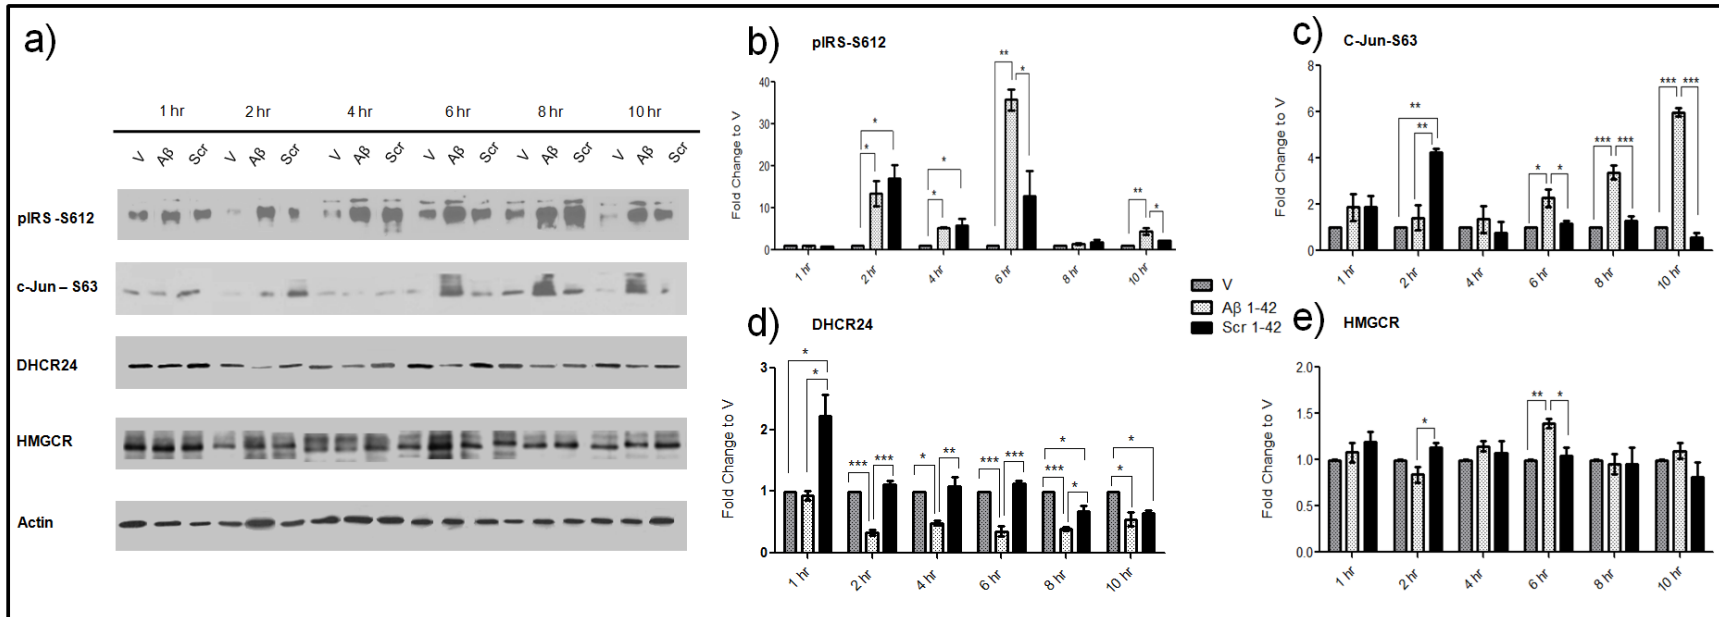 a)
1 hr 2 hr 4 hr 6 hr 8 hr 10 hr
V Aβ Scr V Aβ Scr V Aβ Scr V Aβ Scr V Aβ Scr V Aβ Scr
pIRS -S612
c-Jun – S63
DHCR24
HMGCR
Actin
b) pIRS-S612
Fold Change to V
40
30
20
10
0
* * * * ** * ** *
1 hr 2 hr 4 hr 6 hr 8 hr 10 hr
c) C-Jun-S63
Fold Change to V
8
6
4
2
0
** ** * * *** *** *** ***
1 hr 2 hr 4 hr 6 hr 8 hr 10 hr
V
Aβ 1-42
Scr 1-42
d) DHCR24
Fold Change to V
3
2
1
0
* * *** *** * ** *** *** * *** * * *
1 hr 2 hr 4 hr 6 hr 8 hr 10 hr
e) HMGCR
Fold Change to V
2.0
1.5
1.0
0.5
0.0
* ** *
1 hr 2 hr 4 hr 6 hr 8 hr 10 hr